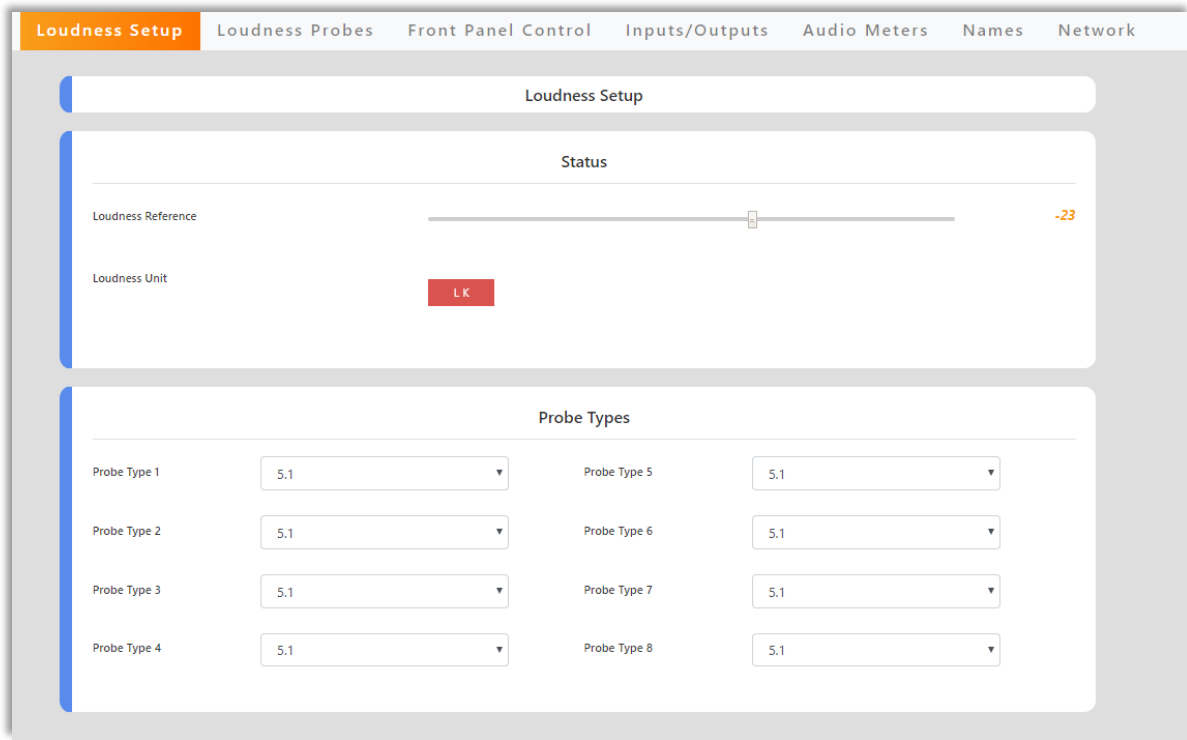 Loudness Setup Loudness Probes Front Panel Control Inputs/Outputs Audio Meters Names Network
Loudness Setup
Status
Loudness Reference -23
Loudness Unit
LK
Probe Types
Probe Type 1 5.1 Probe Type 5 5.1
Probe Type 2 5.1 Probe Type 6 5.1
Probe Type 3 5.1 Probe Type 7 5.1
Probe Type 4 5.1 Probe Type 8 5.1